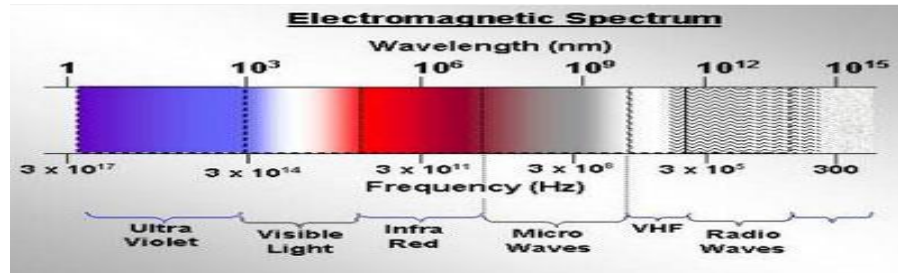 Electromagnetic Spectrum
Wavelength (nm)
1 10³ 10⁶ 10⁹ 10¹² 10¹⁵
3 x 10¹⁷ 3 x 10¹⁴ 3 x 10¹¹ 3 x 10⁸ 3 x 10⁵ 300
Frequency (Hz)
Ultra Violet
Visible Light
Infra Red
Micro Waves
VHF
Radio Waves